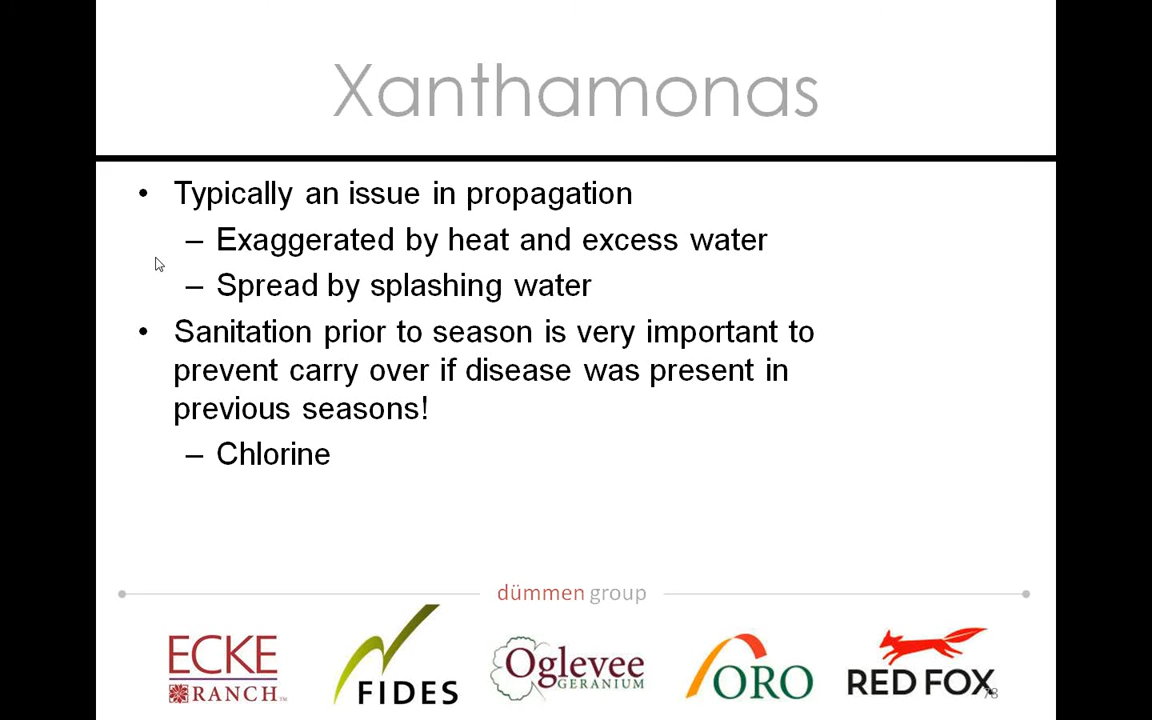 Xanthamonas
• Typically an issue in propagation
– Exaggerated by heat and excess water
– Spread by splashing water
• Sanitation prior to season is very important to
prevent carry over if disease was present in
previous seasons!
– Chlorine
dümmen group
ECKE
RANCH™
FIDES
Oglevee
GERANIUM
ORO
RED FOX
73